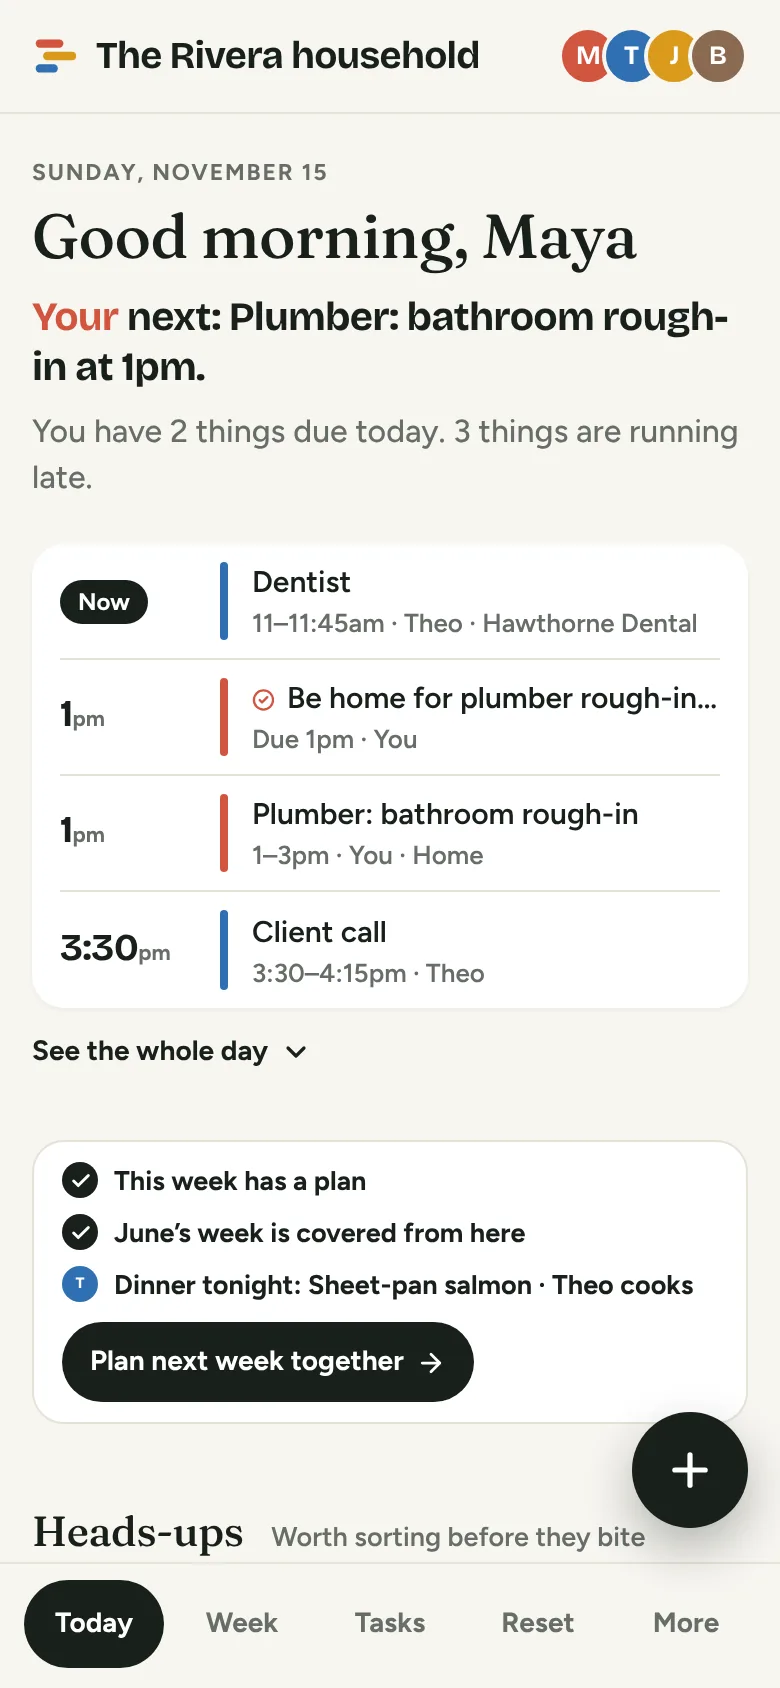 The Rivera household
M T J B
SUNDAY, NOVEMBER 15
Good morning, Maya
Your next: Plumber: bathroom rough-
in at 1pm.
You have 2 things due today. 3 things are running
late.
Now
Dentist
11–11:45am · Theo · Hawthorne Dental
1pm
Be home for plumber rough-in...
Due 1pm · You
1pm
Plumber: bathroom rough-in
1–3pm · You · Home
3:30pm
Client call
3:30–4:15pm · Theo
See the whole day
This week has a plan
June’s week is covered from here
T Dinner tonight: Sheet-pan salmon · Theo cooks
Plan next week together →
+
Heads-ups Worth sorting before they bite
Today Week Tasks Reset More